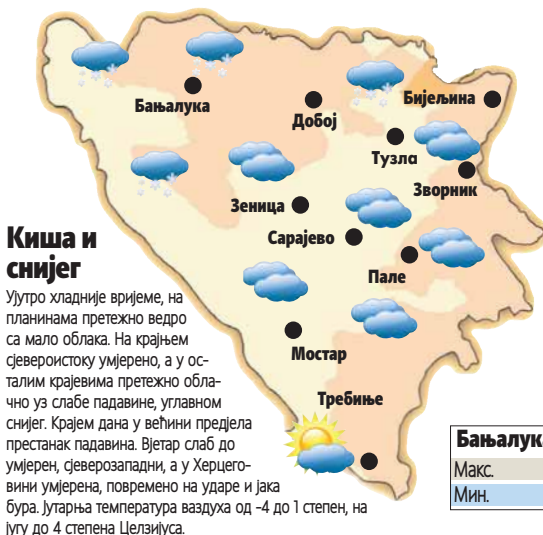 Бањалука
Добој
Бијељина
Тузла
Зворник
Зеница
Сарајево
Пале
Мостар
Требиње
Киша и
снијег
Ујутро хладније вријеме, на
планинама претежно ведро
са мало облака. На крајњем
сјевероистоку умјерено, а у ос-
талим крајевима претежно обла-
чно уз слабе падавине, углавном
снијег. Крајем дана у већини предјела
престанак падавина. Вјетар слаб до
умјерен, сјеверозападни, а у Херцего-
вини умјерена, повремено на ударе и јака
бура. Јутарња температура ваздуха од -4 до 1 степен, на
југу до 4 степена Целзијуса.
Бањалука
Макс.
Мин.